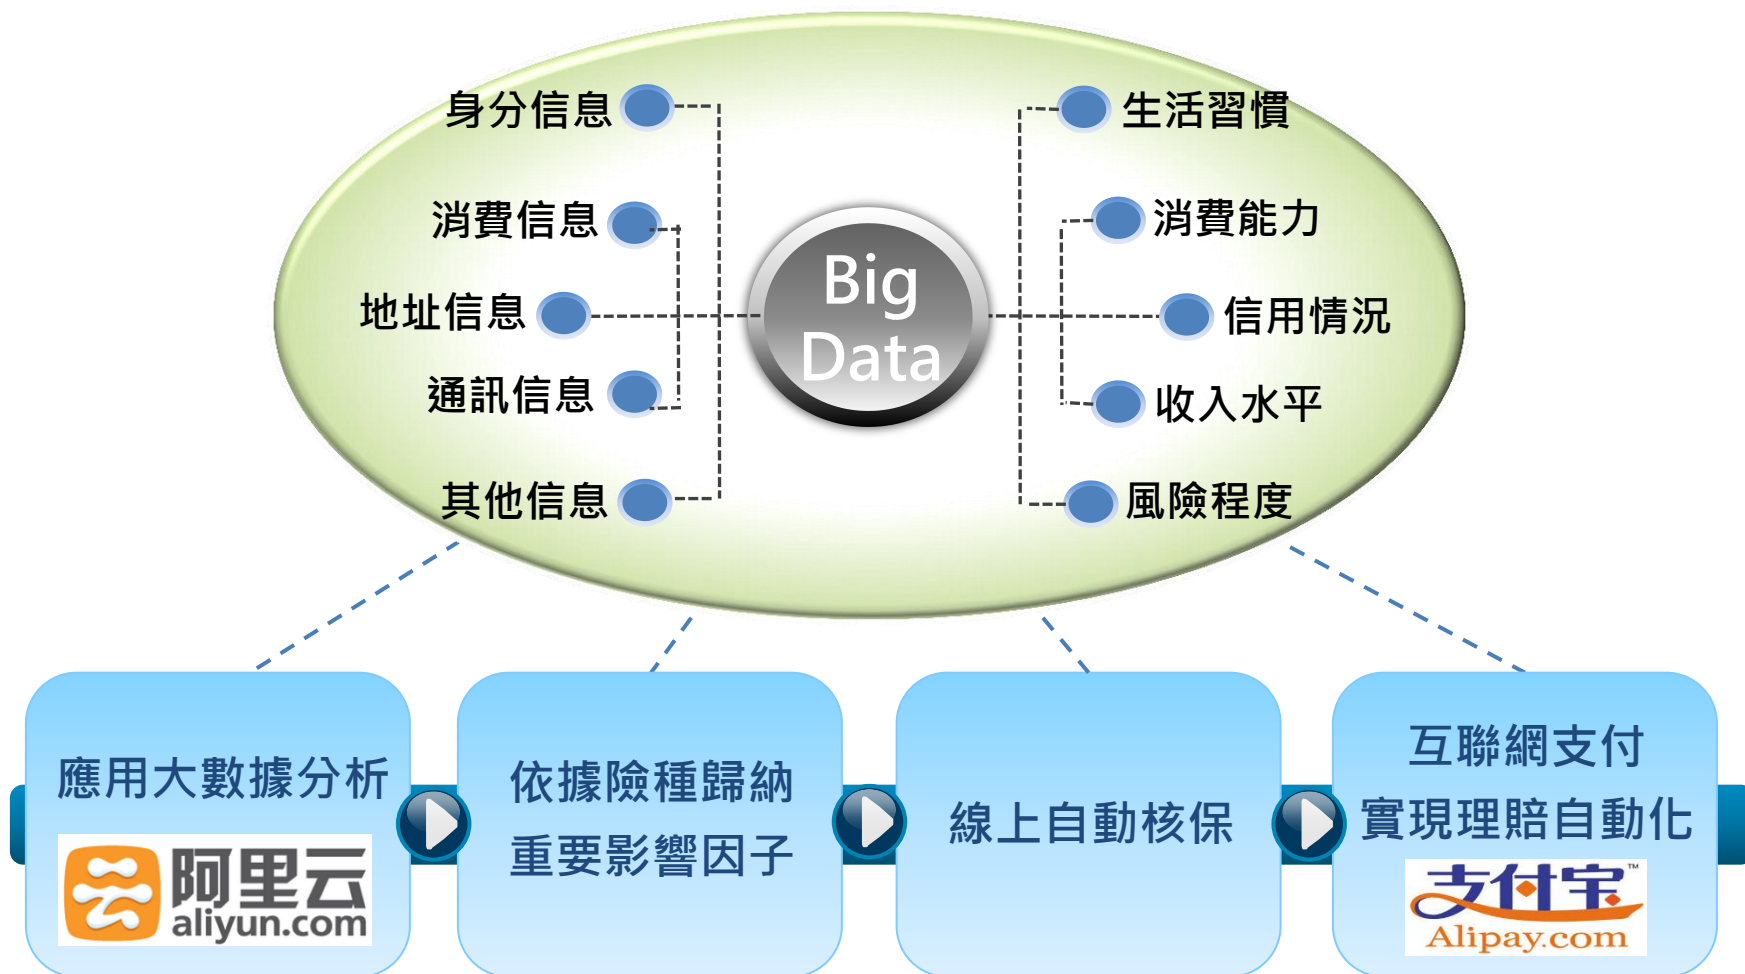 身分信息
消費信息
地址信息
通訊信息
其他信息
Big
Data
生活習慣
消費能力
信用情況
收入水平
風險程度
應用大數據分析
阿里云
aliyun.com
依據險種歸納
重要影響因子
線上自動核保
互聯網支付
實現理賠自動化
支付宝™
Alipay.com